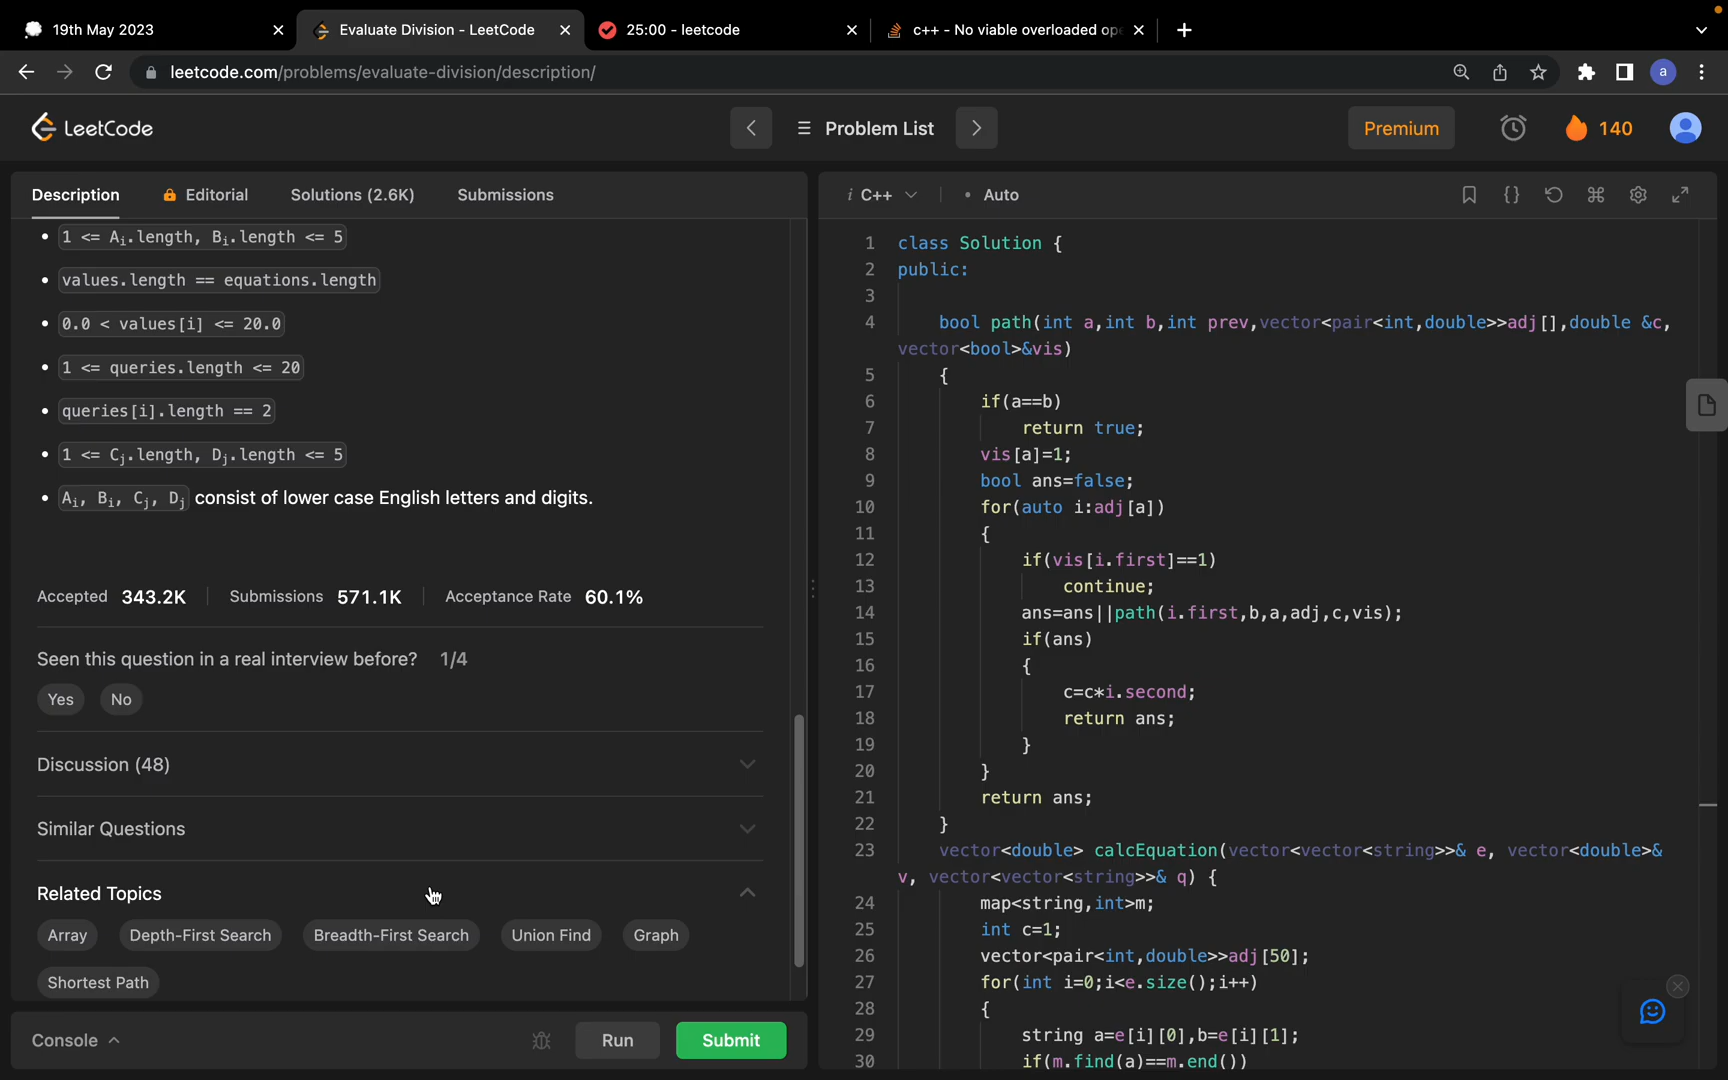 19th May 2023
Evaluate Division - LeetCode
25:00 - leetcode
c++ - No viable overloaded op
leetcode.com/problems/evaluate-division/description/
a
LeetCode
Problem List
Premium
140
Description
Editorial
Solutions (2.6K)
Submissions
i C++
• Auto
• 1 <= Ai.length, Bi.length <= 5
• values.length == equations.length
• 0.0 < values[i] <= 20.0
• 1 <= queries.length <= 20
• queries[i].length == 2
• 1 <= Cj.length, Dj.length <= 5
• Ai, Bi, Cj, Dj consist of lower case English letters and digits.
Accepted 343.2K
Submissions 571.1K
Acceptance Rate 60.1%
Seen this question in a real interview before? 1/4
Yes
No
Discussion (48)
Similar Questions
Related Topics
Array
Depth-First Search
Breadth-First Search
Union Find
Graph
Shortest Path
Console
Run
Submit
1 class Solution {
2 public:
3
4 bool path(int a,int b,int prev,vector<pair<int,double>>adj[],double &c,
vector<bool>&vis)
5 {
6 if(a==b)
7 return true;
8 vis[a]=1;
9 bool ans=false;
10 for(auto i:adj[a])
11 {
12 if(vis[i.first]==1)
13 continue;
14 ans=ans||path(i.first,b,a,adj,c,vis);
15 if(ans)
16 {
17 c=c*i.second;
18 return ans;
19 }
20 }
21 return ans;
22 }
23 vector<double> calcEquation(vector<vector<string>>& e, vector<double>&
v, vector<vector<string>>& q) {
24 map<string,int>m;
25 int c=1;
26 vector<pair<int,double>>adj[50];
27 for(int i=0;i<e.size();i++)
28 {
29 string a=e[i][0],b=e[i][1];
30 if(m.find(a)==m.end())